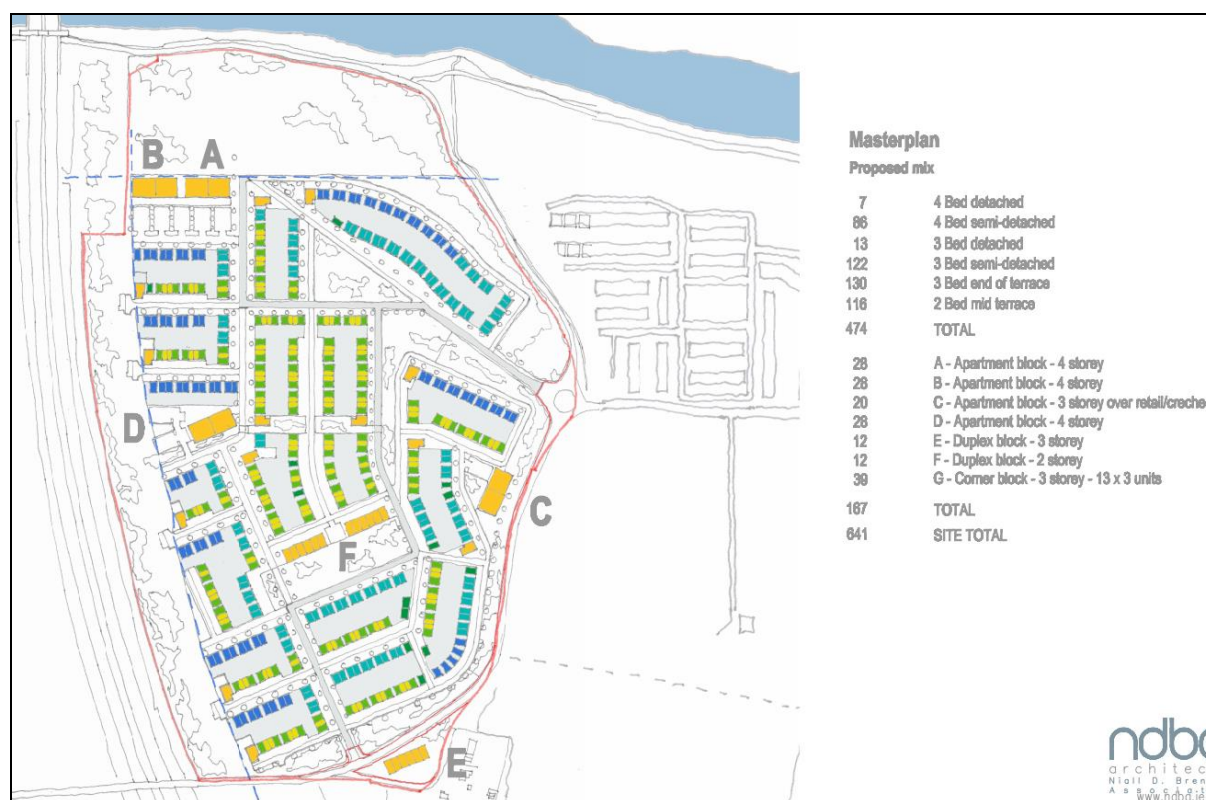 B A
D
C
F
E
Masterplan
Proposed mix
7 4 Bed detached
86 4 Bed semi-detached
13 3 Bed detached
122 3 Bed semi-detached
130 3 Bed end of terrace
116 2 Bed mid terrace
474 TOTAL
28 A - Apartment block - 4 storey
28 B - Apartment block - 4 storey
20 C - Apartment block - 3 storey over retail/creche
28 D - Apartment block - 4 storey
12 E - Duplex block - 3 storey
12 F - Duplex block - 2 storey
39 G - Corner block - 3 storey - 13 x 3 units
167 TOTAL
641 SITE TOTAL
ndba
architec
Niall D. Bren
Associat
www.ndba.ie